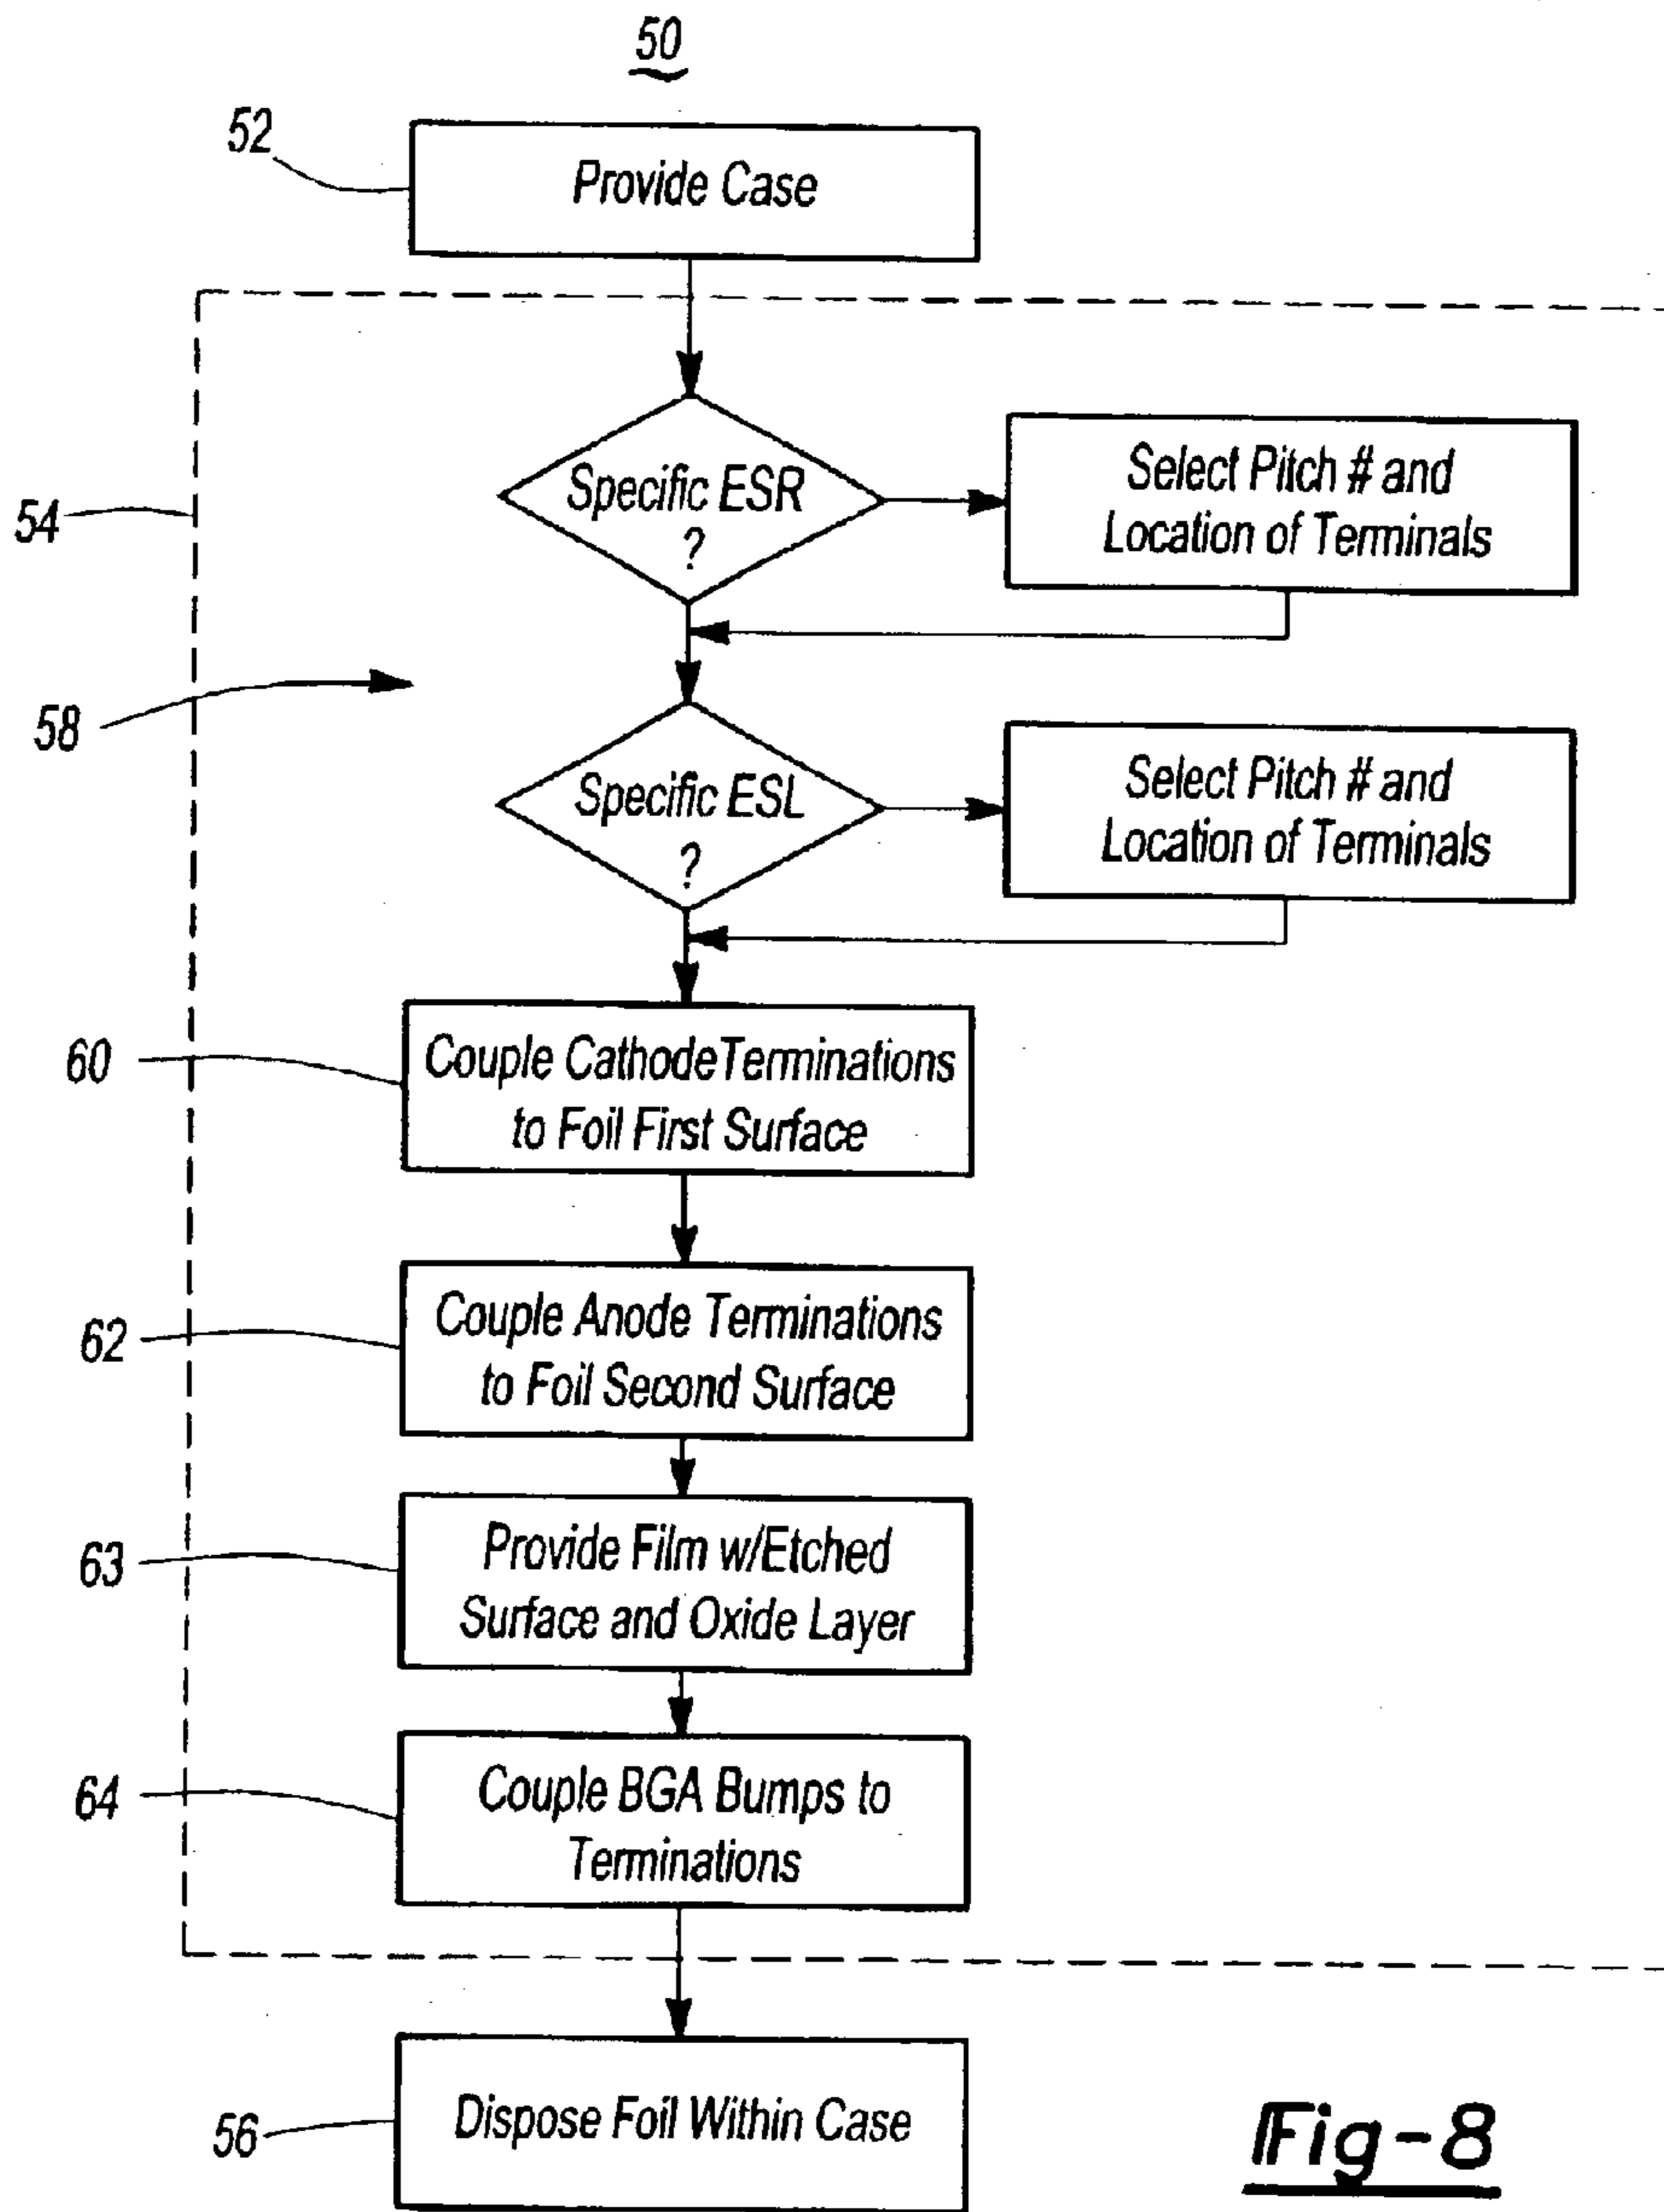 50
52
Provide Case
54
Specific ESR
?
Select Pitch # and
Location of Terminals
58
Specific ESL
?
Select Pitch # and
Location of Terminals
60
Couple Cathode Terminations
to Foil First Surface
62
Couple Anode Terminations
to Foil Second Surface
63
Provide Film w/Etched
Surface and Oxide Layer
64
Couple BGA Bumps to
Terminations
56
Dispose Foil Within Case
Fig-8